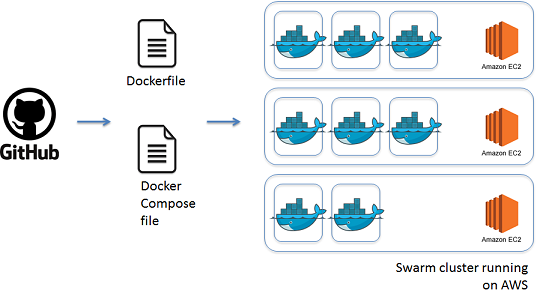 Dockerfile
GitHub
Docker
Compose
file
Amazon EC2
Amazon EC2
Amazon EC2
Swarm cluster running
on AWS